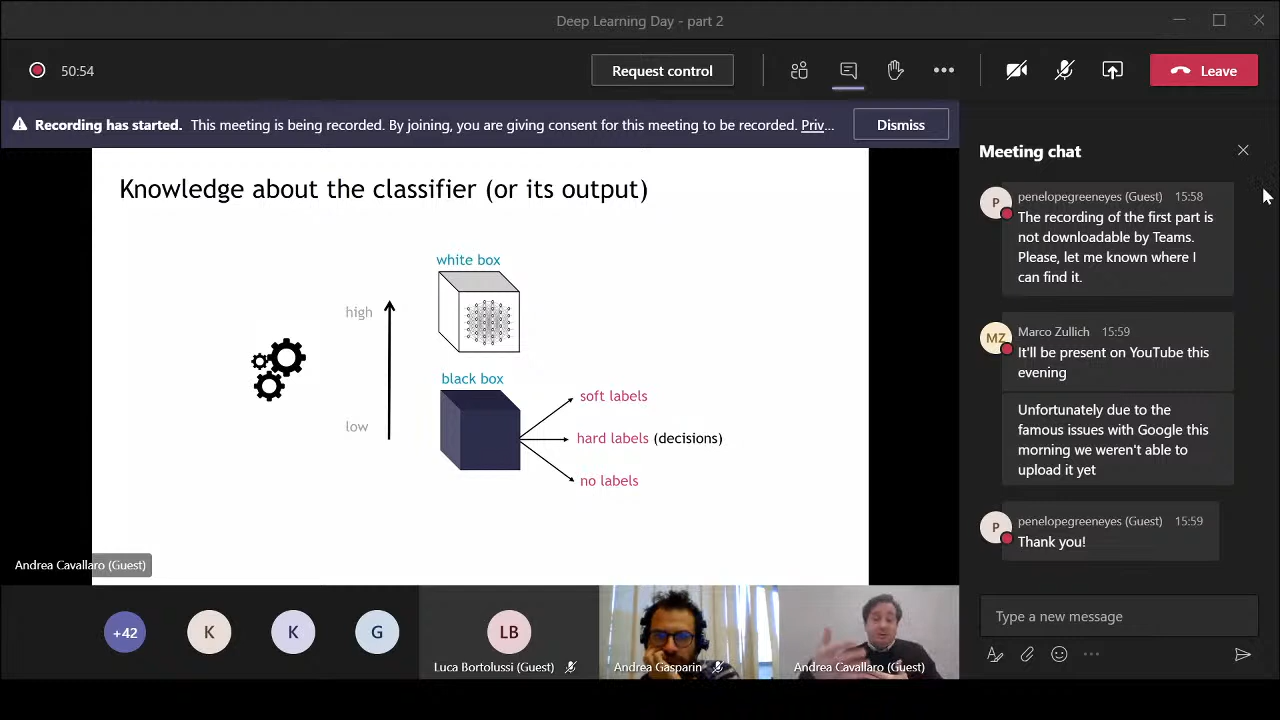 Deep Learning Day - part 2
50:54
Request control
Leave
Recording has started. This meeting is being recorded. By joining, you are giving consent for this meeting to be recorded. Priv...
Dismiss
Knowledge about the classifier (or its output)
white box
high
black box
low
soft labels
hard labels (decisions)
no labels
Andrea Cavallaro (Guest)
+42
K
K
G
LB
Luca Bortolussi (Guest)
Andrea Gasparin
Andrea Cavallaro (Guest)
Meeting chat
P
penelopegreeneyes (Guest) 15:58
The recording of the first part is
not downloadable by Teams.
Please, let me known where I
can find it.
MZ
Marco Zullich 15:59
It'll be present on YouTube this
evening
Unfortunately due to the
famous issues with Google this
morning we weren't able to
upload it yet
P
penelopegreeneyes (Guest) 15:59
Thank you!
Type a new message